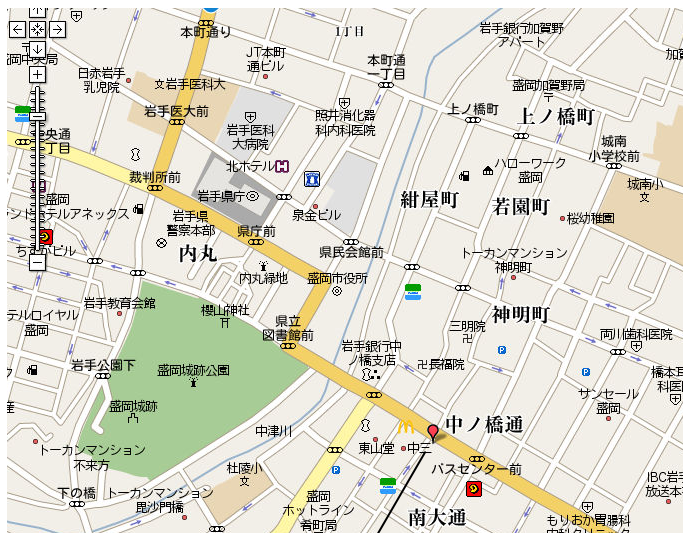 本町通り
1丁目
岩手銀行加賀野
アパート
JT本町
通ビル
本町通
一丁目
日赤岩手
乳児院
岩手医科大
盛岡加賀野局
岩手医大前
上ノ橋町
上ノ橋町
照井消化器
科内科医院
岩手医科
大病院
城南
小学校前
北ホテル
裁判所前
ハローワーク
盛岡
城南小
岩手県庁
紺屋町
若園町
盛岡
泉金ビル
桜幼稚園
岩手県
警察本部
県庁前
内丸
県民会館前
トーカンマンション
神明町
内丸緑地
盛岡市役所
岩手教育会館
櫻山神社
神明町
テルロイヤル
盛岡
県立
図書館前
三明院
両川歯科医院
岩手銀行中
ノ橋支店
岩手公園下
盛岡城跡公園
卍長福院
サンセール
盛岡
盛岡城跡
中津川
中ノ橋通
トーカンマンション
不来方
東山堂
中三
バスセンター前
杜陵小
下の橋
トーカンマンション
毘沙門橋
盛岡
ホットライン
肴町局
南大通
IBC岩手
放送本
もりおか胃腸科